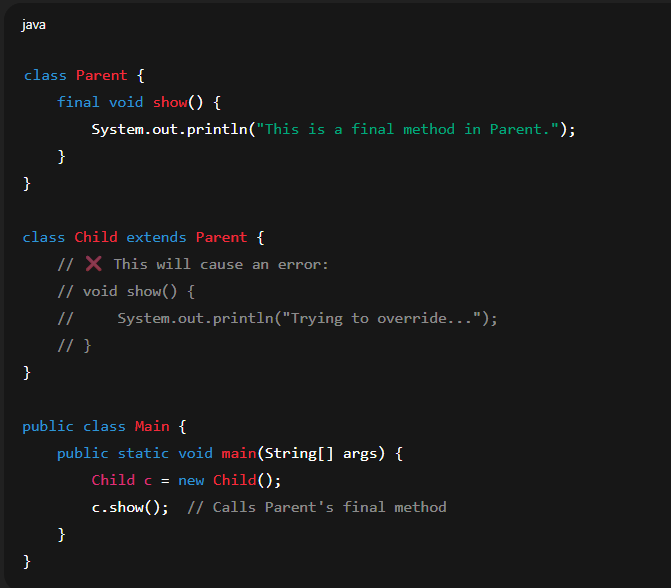 java
class Parent {
    final void show() {
        System.out.println("This is a final method in Parent.");
    }
}
class Child extends Parent {
    // ❌ This will cause an error:
    // void show() {
    //     System.out.println("Trying to override...");
    // }
}
public class Main {
    public static void main(String[] args) {
        Child c = new Child();
        c.show();  // Calls Parent's final method
    }
}